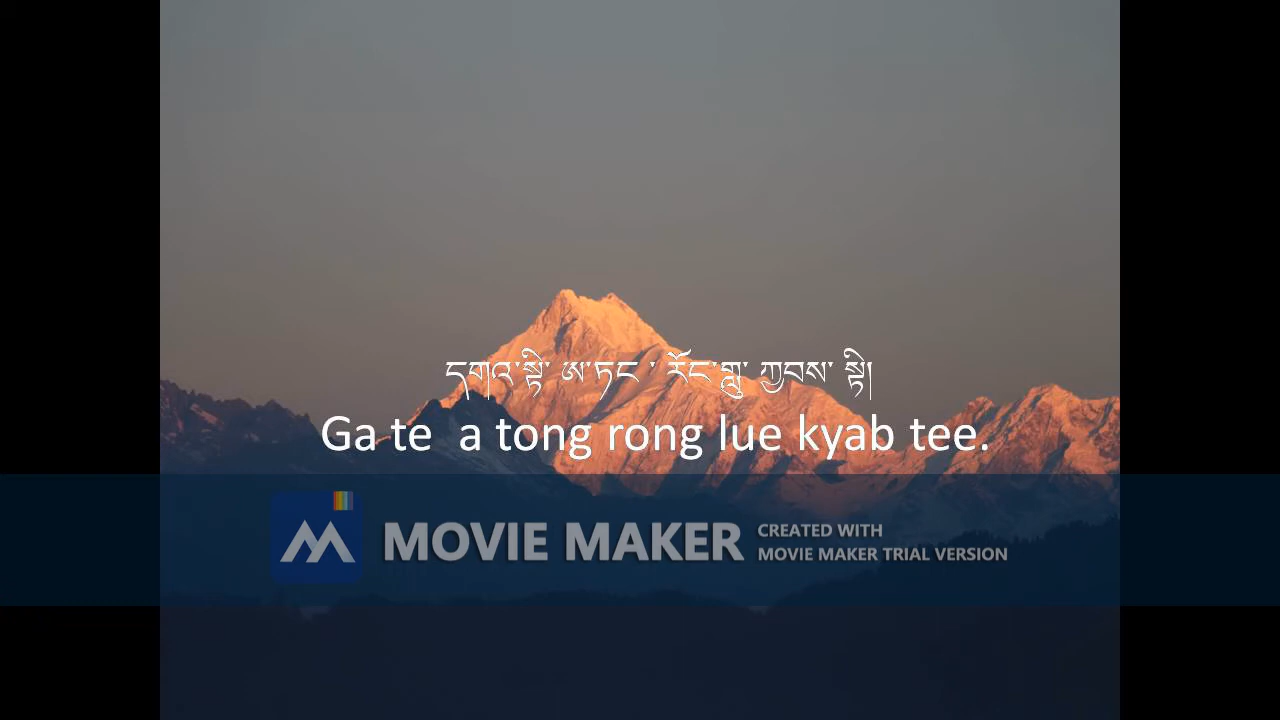 དགའ་སྟེ་ ཨ་ཏང ་ རོང་གླུ་ ཀྱབས་ སྟི།
Ga te  a tong rong lue kyab tee.
MOVIE MAKER
CREATED WITH
MOVIE MAKER TRIAL VERSION